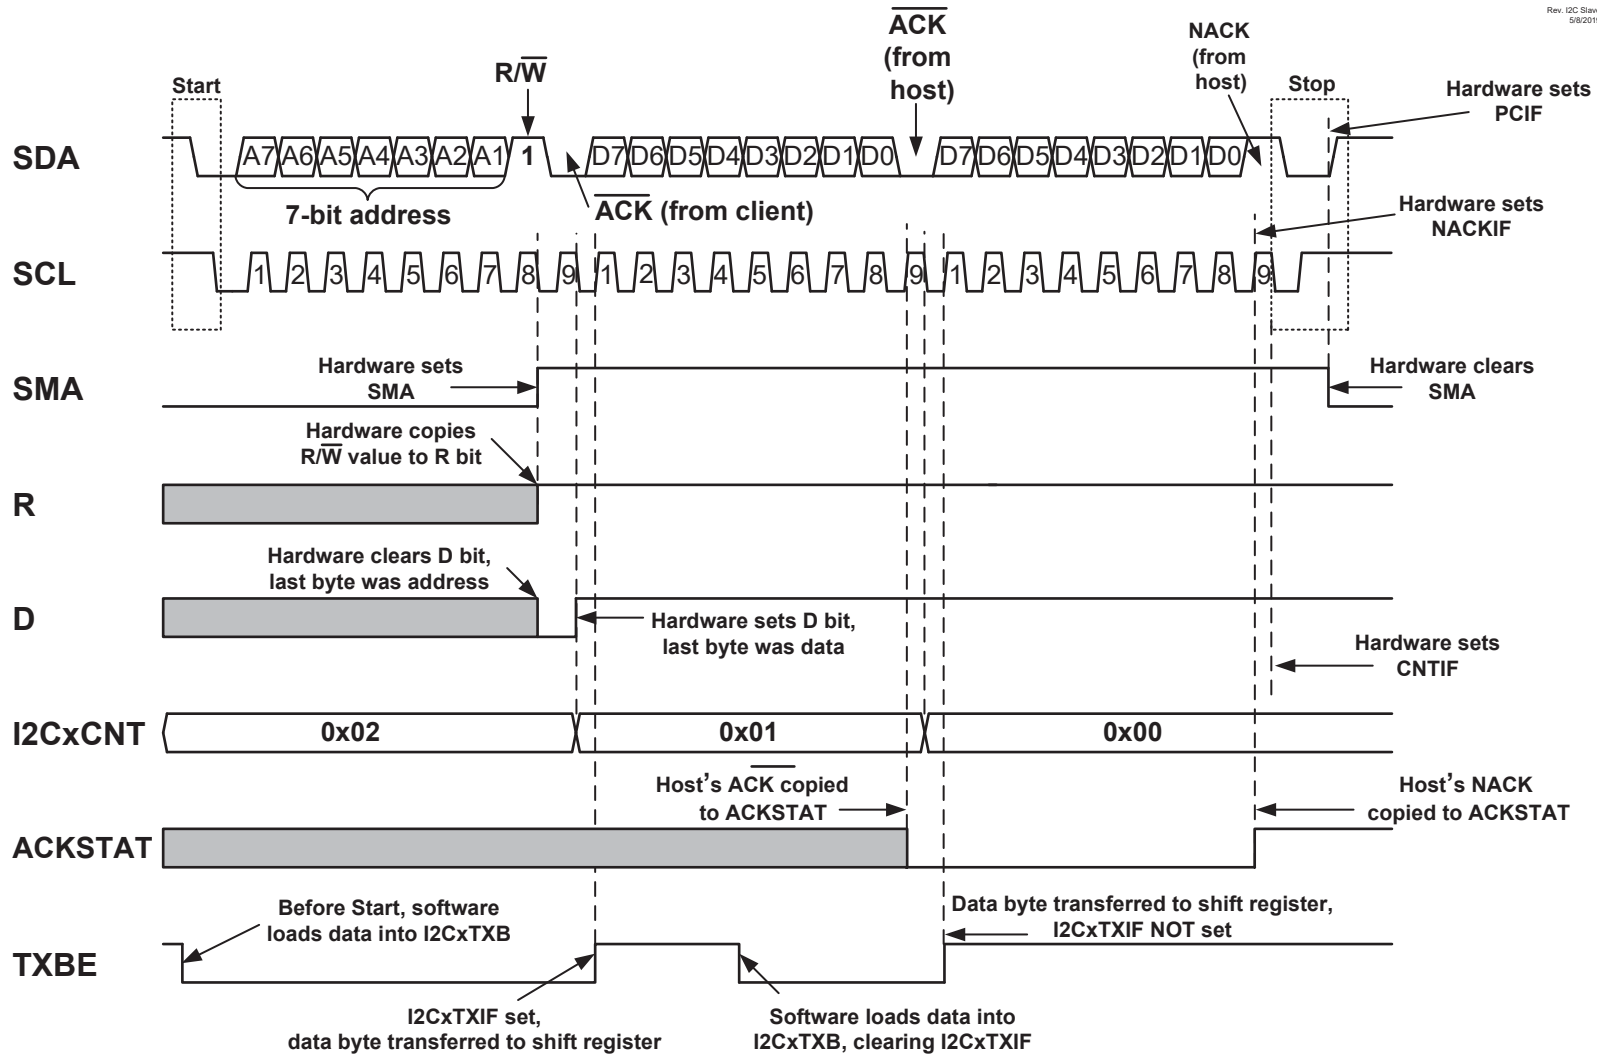 Rev. I2C Slav
5/8/201
ACK
(from
host)
NACK
(from
host)
R/W
Start
Stop
Hardware sets
PCIF
SDA
A7 A6 A5 A4 A3 A2 A1 1 D7 D6 D5 D4 D3 D2 D1 D0 D7 D6 D5 D4 D3 D2 D1 D0
7-bit address
ACK (from client)
Hardware sets
NACKIF
SCL
1 2 3 4 5 6 7 8 9 1 2 3 4 5 6 7 8 9 1 2 3 4 5 6 7 8 9
SMA
Hardware sets
SMA
Hardware clears
SMA
Hardware copies
R/W value to R bit
R
Hardware clears D bit,
last byte was address
D
Hardware sets D bit,
last byte was data
Hardware sets
CNTIF
I2CxCNT
0x02 0x01 0x00
Host's ACK copied
to ACKSTAT
Host's NACK
copied to ACKSTAT
ACKSTAT
Before Start, software
loads data into I2CxTXB
Data byte transferred to shift register,
I2CxTXIF NOT set
TXBE
I2CxTXIF set,
data byte transferred to shift register
Software loads data into
I2CxTXB, clearing I2CxTXIF